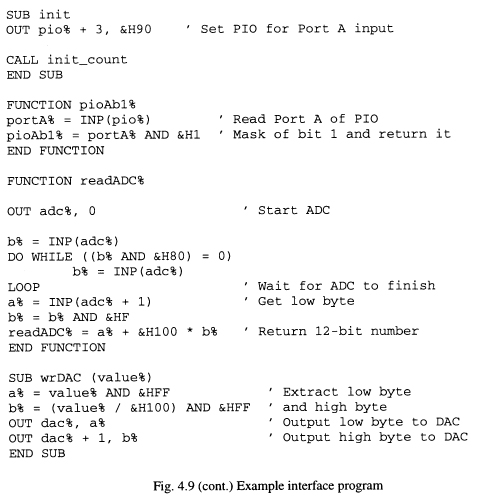 SUB init
OUT pio% + 3, &H90     ' Set PIO for Port A input
CALL init_count
END SUB
FUNCTION pioAb1%
portA% = INP(pio%)         ' Read Port A of PIO
pioAb1% = portA% AND &H1   ' Mask of bit 1 and return it
END FUNCTION
FUNCTION readADC%
OUT adc%, 0                   ' Start ADC
b% = INP(adc%)
DO WHILE ((b% AND &H80) = 0)
        b% = INP(adc%)
LOOP                          ' Wait for ADC to finish
a% = INP(adc% + 1)            ' Get low byte
b% = b% AND &HF
readADC% = a% + &H100 * b%    ' Return 12-bit number
END FUNCTION
SUB wrDAC (value%)
a% = value% AND &HFF             ' Extract low byte
b% = (value% / &H100) AND &HFF   ' and high byte
OUT dac%, a%                     ' Output low byte to DAC
OUT dac% + 1, b%                 ' Output high byte to DAC
END SUB
Fig. 4.9 (cont.) Example interface program